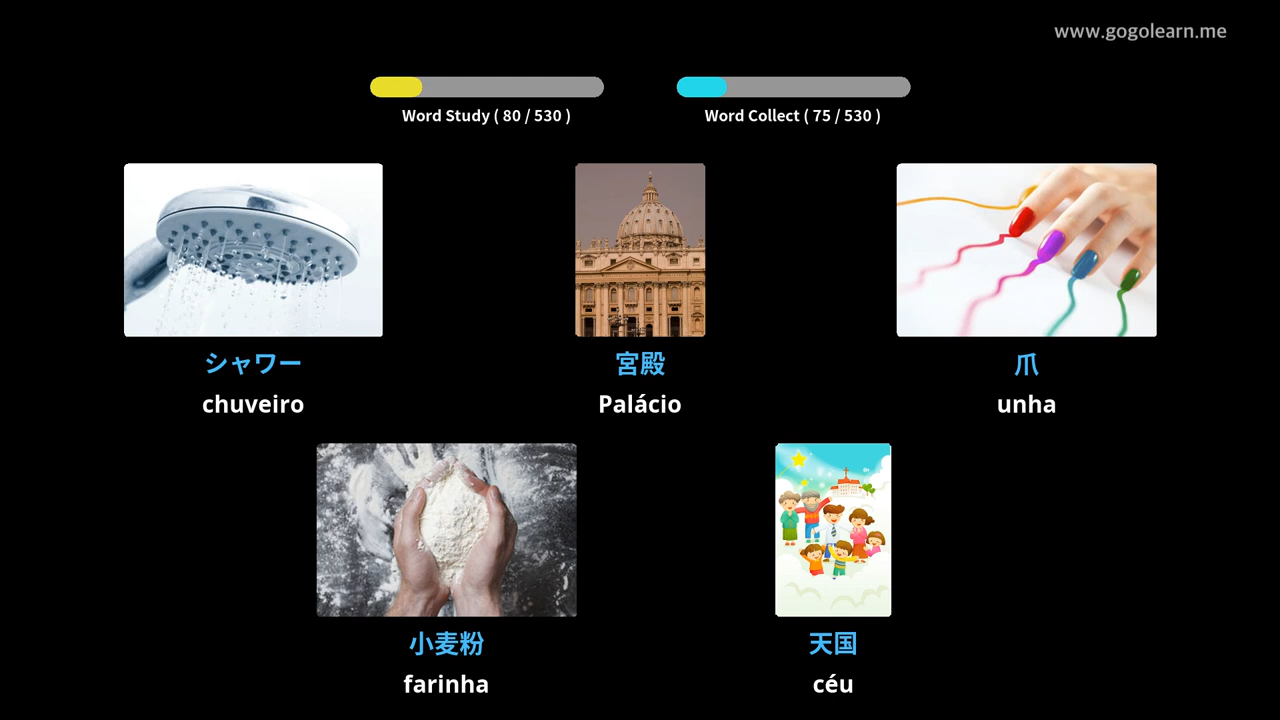 www.gogolearn.me
Word Study ( 80 / 530 )
Word Collect ( 75 / 530 )
シャワー
chuveiro
宮殿
Palácio
爪
unha
小麦粉
farinha
天国
céu